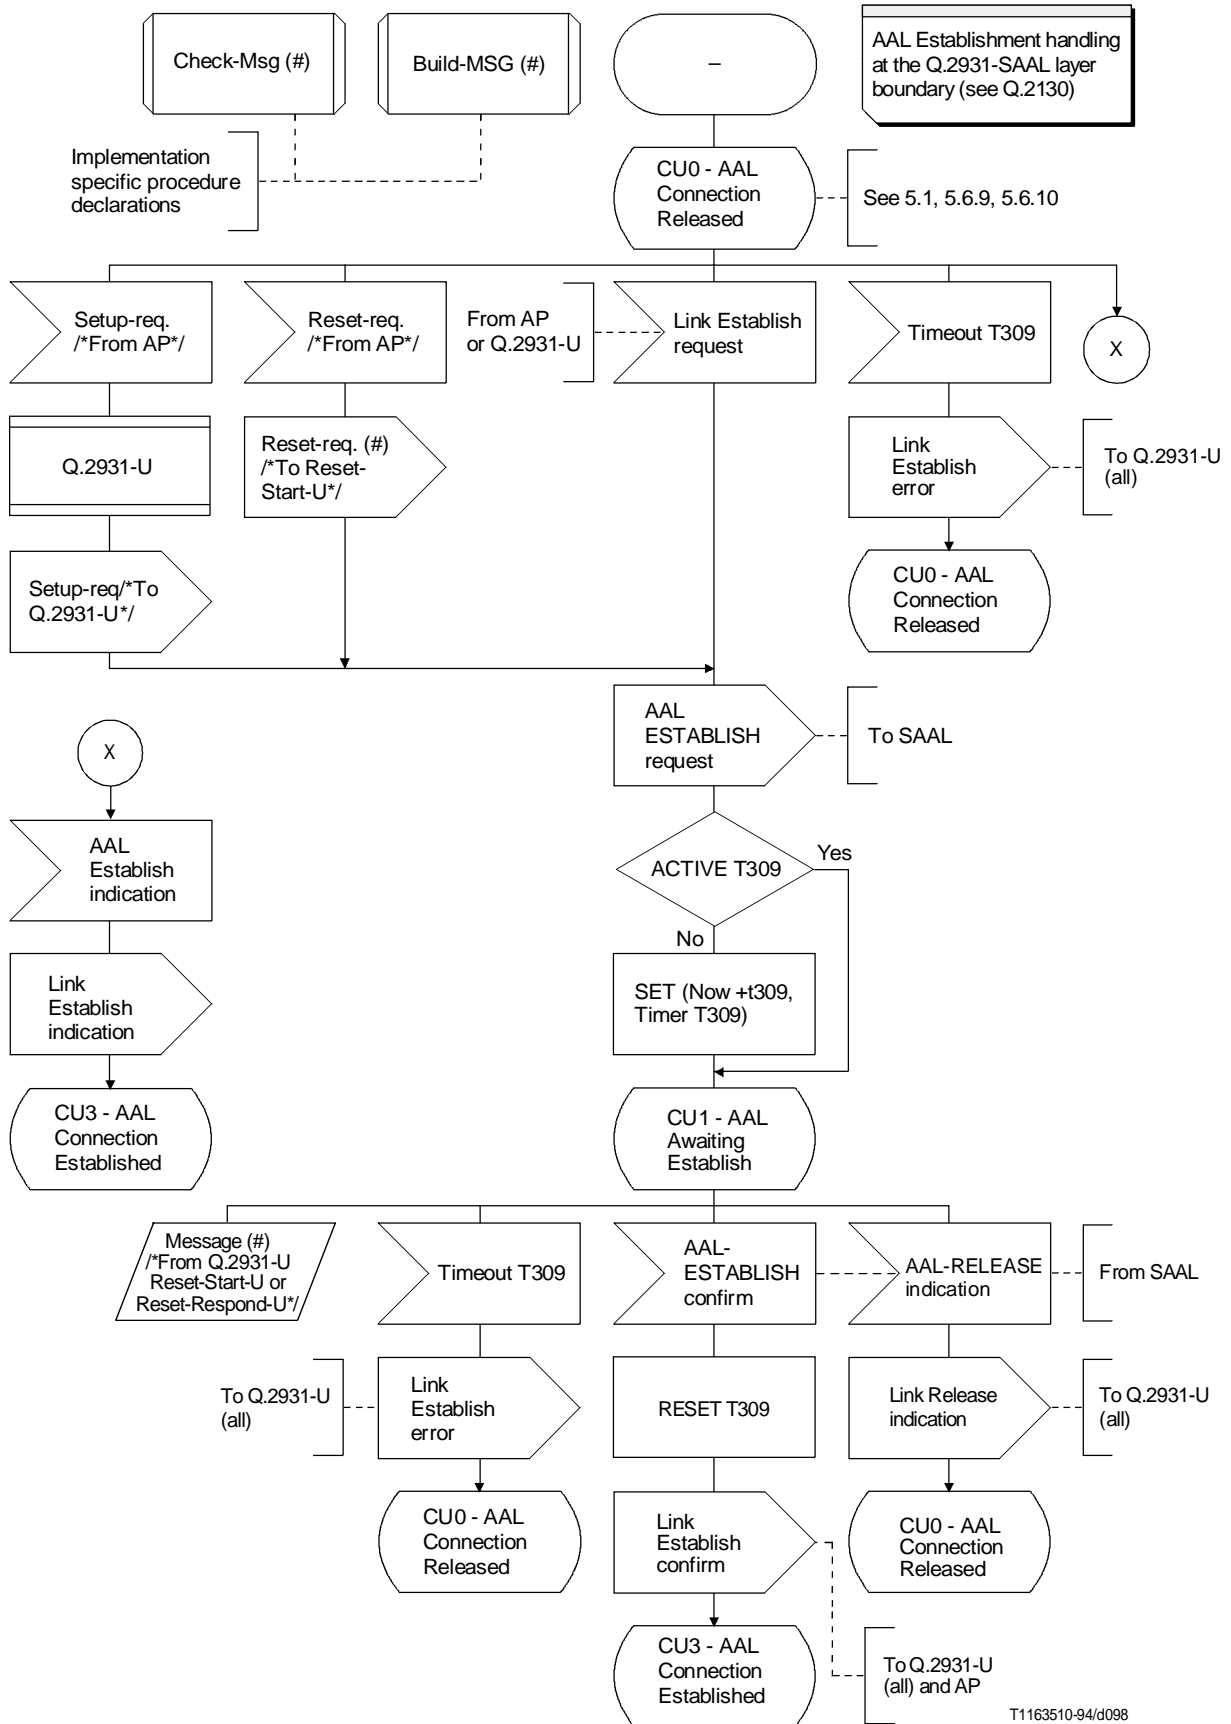 Check-Msg (#)
Build-MSG (#)
–
AAL Establishment handling
at the Q.2931-SAAL layer
boundary (see Q.2130)
Implementation
specific procedure
declarations
CU0 - AAL
Connection
Released
See 5.1, 5.6.9, 5.6.10
Setup-req.
/*From AP*/
Reset-req.
/*From AP*/
From AP
or Q.2931-U
Link Establish
request
Timeout T309
X
Q.2931-U
Reset-req. (#)
/*To Reset-
Start-U*/
Link
Establish
error
To Q.2931-U
(all)
Setup-req/*To
Q.2931-U*/
CU0 - AAL
Connection
Released
AAL
ESTABLISH
request
To SAAL
X
AAL
Establish
indication
ACTIVE T309
Yes
No
Link
Establish
indication
SET (Now +t309,
Timer T309)
CU3 - AAL
Connection
Established
CU1 - AAL
Awaiting
Establish
Message (#)
/*From Q.2931-U
Reset-Start-U or
Reset-Respond-U*/
Timeout T309
AAL-
ESTABLISH
confirm
AAL-RELEASE
indication
From SAAL
To Q.2931-U
(all)
Link
Establish
error
RESET T309
Link Release
indication
To Q.2931-U
(all)
CU0 - AAL
Connection
Released
Link
Establish
confirm
CU0 - AAL
Connection
Released
CU3 - AAL
Connection
Established
To Q.2931-U
(all) and AP
T1163510-94/d098